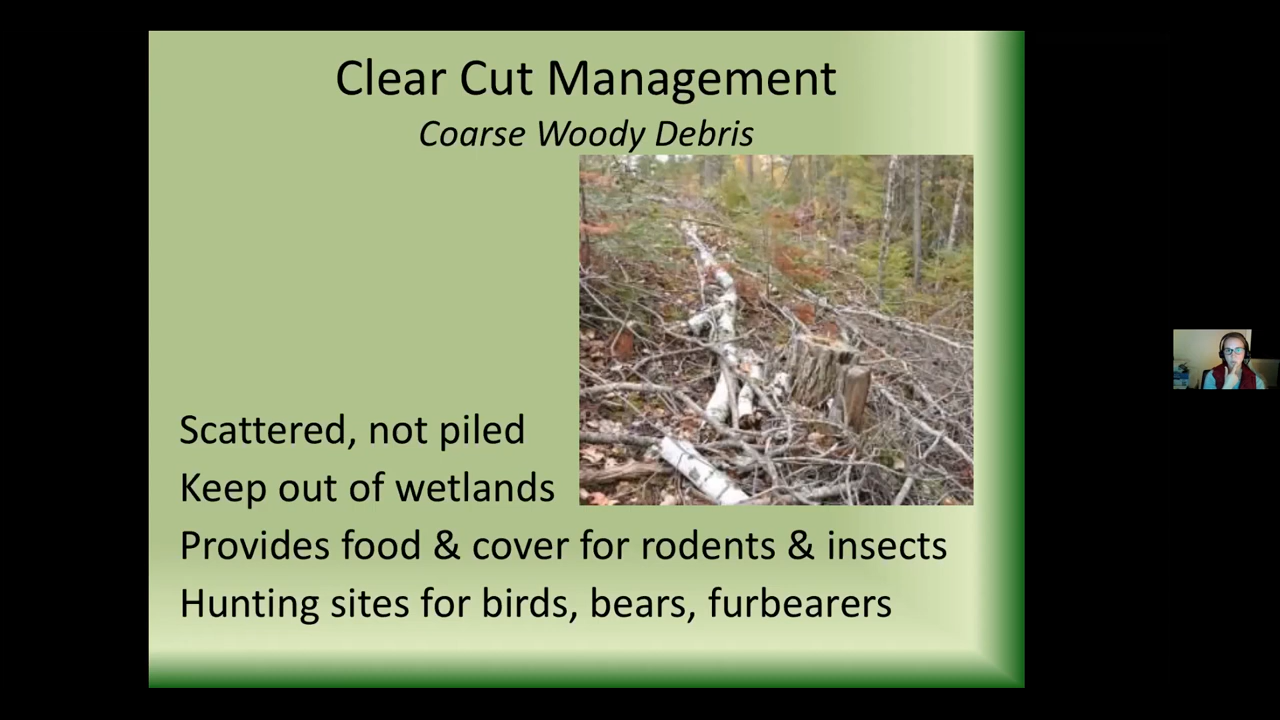 Clear Cut Management
Coarse Woody Debris
Scattered, not piled
Keep out of wetlands
Provides food & cover for rodents & insects
Hunting sites for birds, bears, furbearers